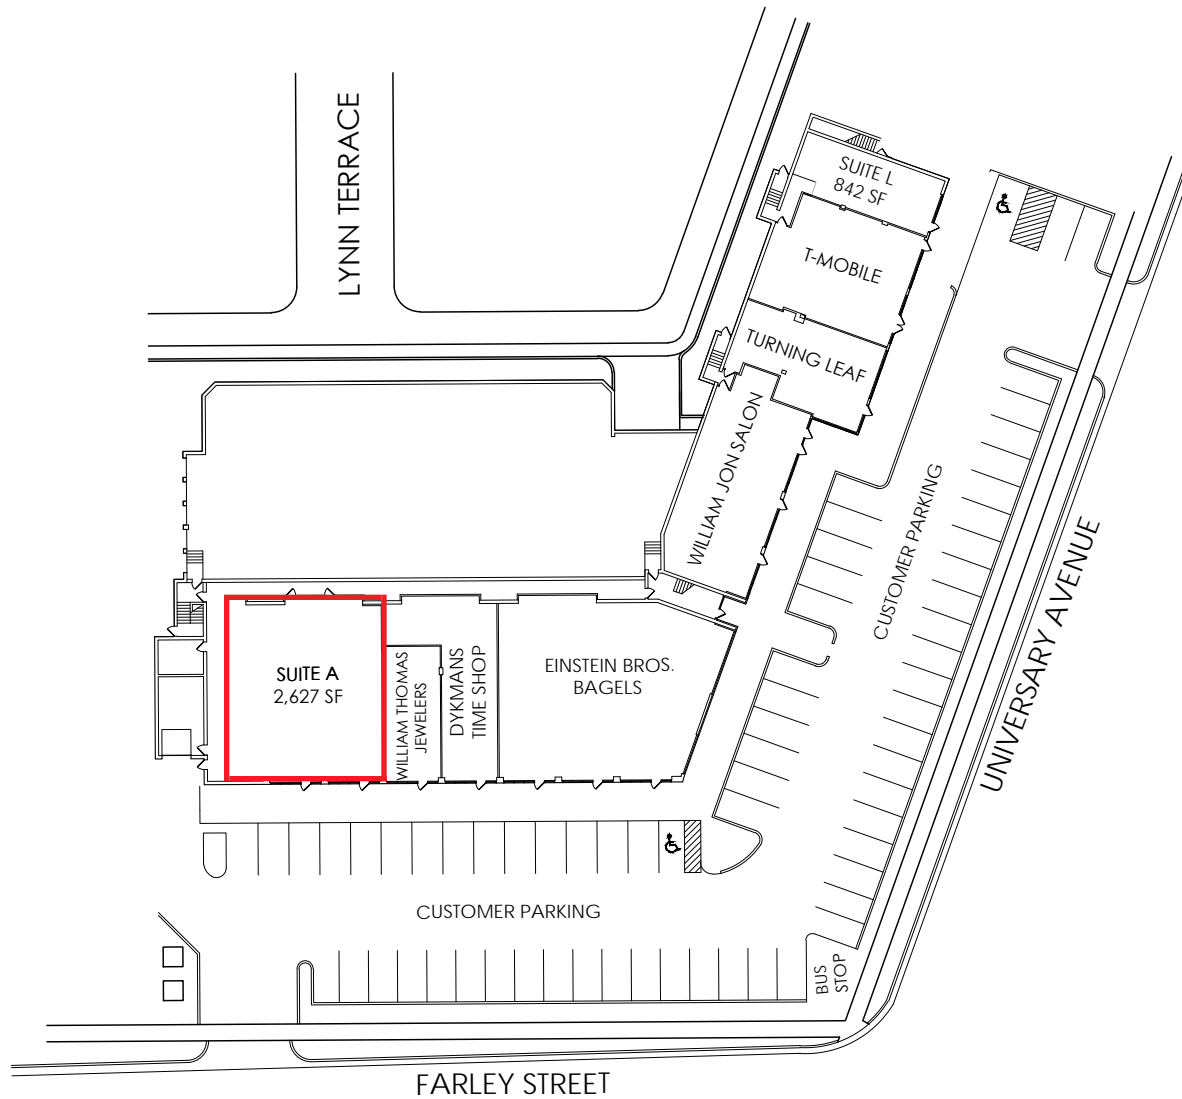 LYNN TERRACE
SUITE L
842 SF
T-MOBILE
TURNING LEAF
WILLIAM JON SALON
CUSTOMER PARKING
UNIVERSARY AVENUE
SUITE A
2,627 SF
WILLIAM THOMAS
JEWELERS
DYKMANS
TIME SHOP
EINSTEIN BROS.
BAGELS
CUSTOMER PARKING
BUS
STOP
FARLEY STREET